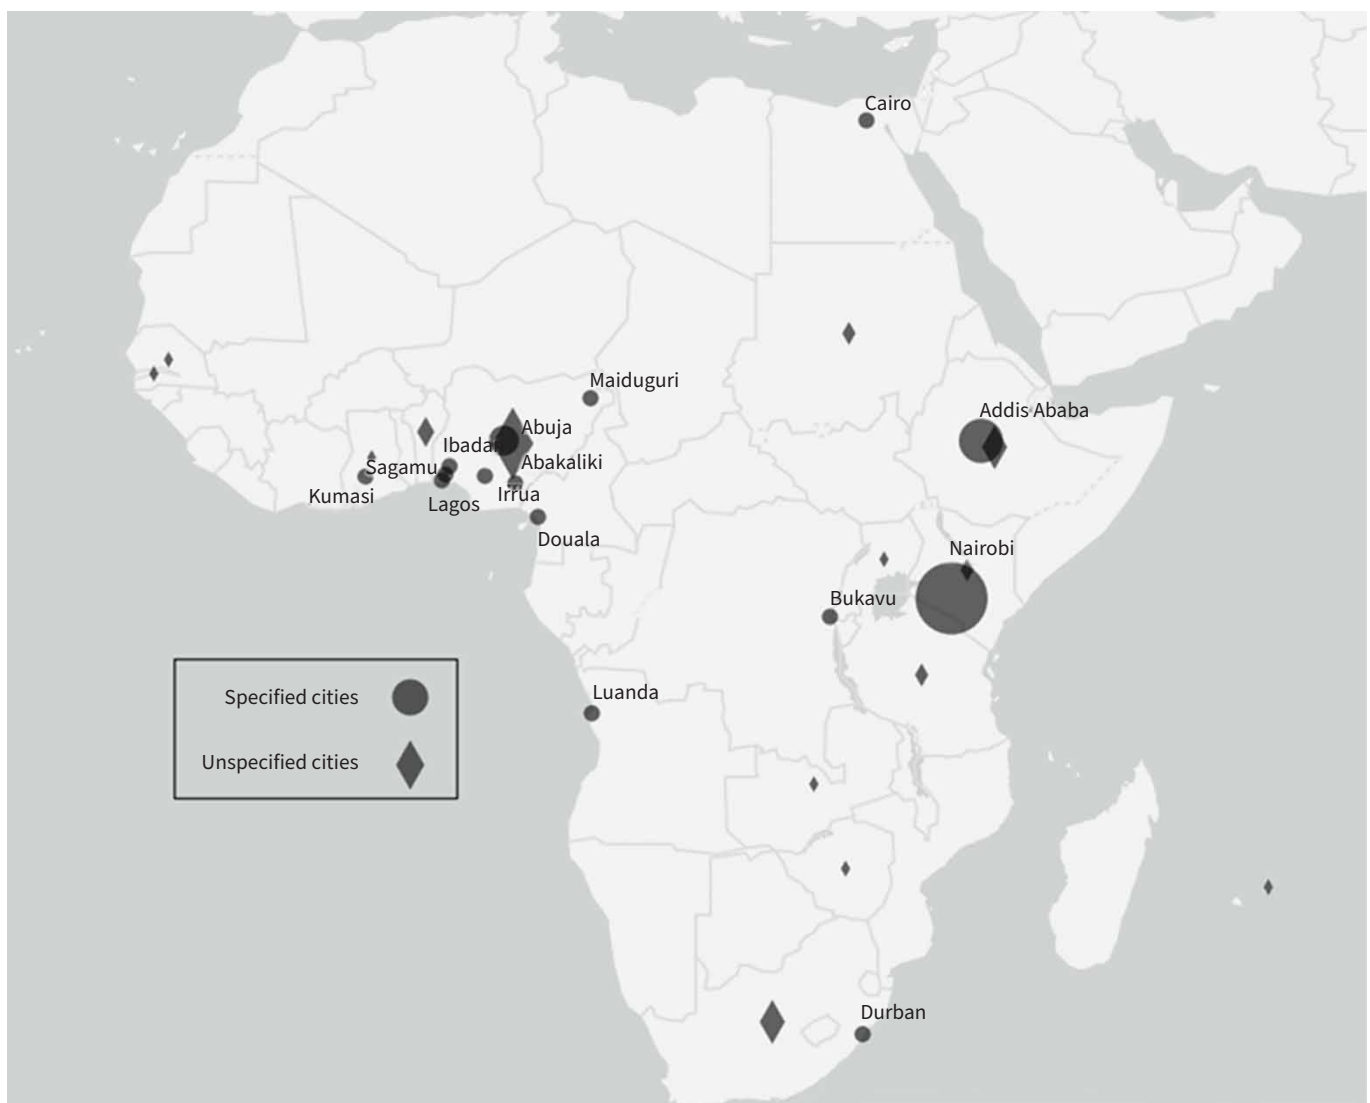 Cairo
Maiduguri
Addis Ababa
Abuja
Ibadan
Abakaliki
Sagamu
Kumasi
Irrua
Lagos
Douala
Nairobi
Bukavu
Luanda
Specified cities
Unspecified cities
Durban